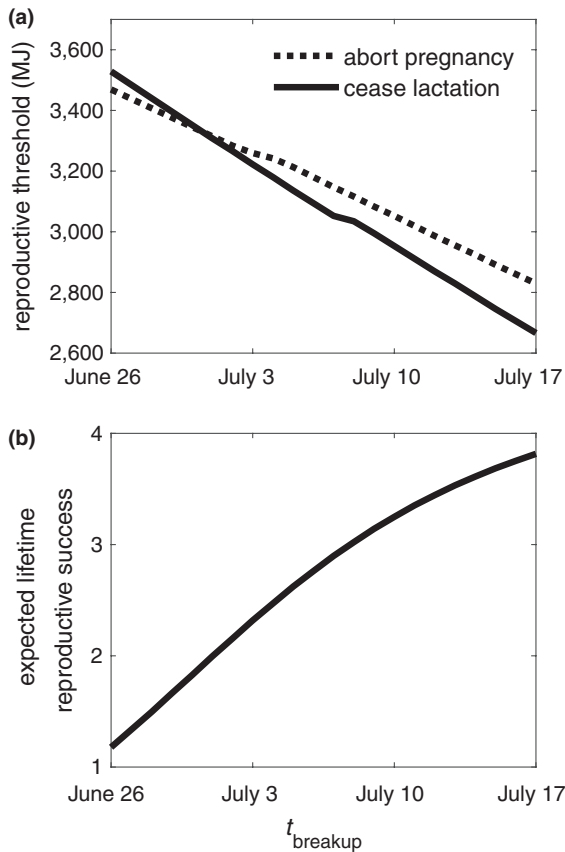 (a)
3,600
3,400
3,200
3,000
2,800
2,600
reproductive threshold (MJ)
abort pregnancy
cease lactation
June 26
July 3
July 10
July 17
(b)
4
3
2
1
expected lifetime
reproductive success
June 26
July 3
July 10
July 17
t breakup